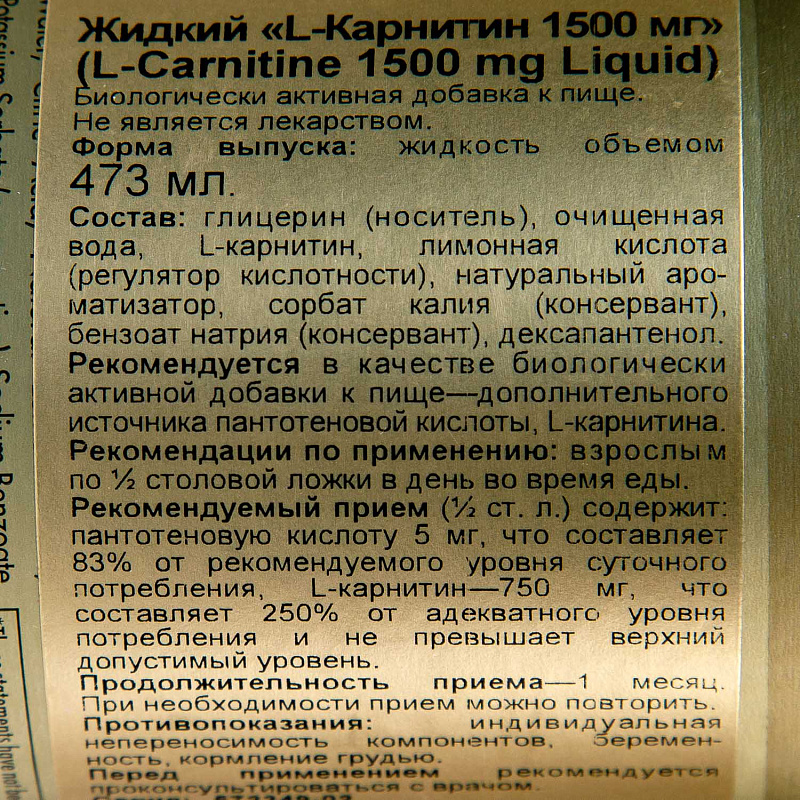 Жидкий «L-Карнитин 1500 мг»
(L-Carnitine 1500 mg Liquid)
Биологически активная добавка к пище.
Не является лекарством.
Форма выпуска: жидкость объемом
473 мл.
Состав: глицерин (носитель), очищенная
вода, L-карнитин, лимонная кислота
(регулятор кислотности), натуральный аро-
матизатор, сорбат калия (консервант),
бензоат натрия (консервант), дексапантенол.
Рекомендуется в качестве биологически
активной добавки к пище—дополнительного
источника пантотеновой кислоты, L-карнитина.
Рекомендации по применению: взрослым
по ½ столовой ложки в день во время еды.
Рекомендуемый прием (½ ст. л.) содержит:
пантотеновую кислоту 5 мг, что составляет
83% от рекомендуемого уровня суточного
потребления, L-карнитин—750 мг, что
составляет 250% от адекватного уровня
потребления и не превышает верхний
допустимый уровень.
Продолжительность приема—1 месяц.
При необходимости прием можно повторить.
Противопоказания: индивидуальная
непереносимость компонентов, беремен-
ность, кормление грудью.
Перед применением рекомендуется
проконсультироваться с врачом.